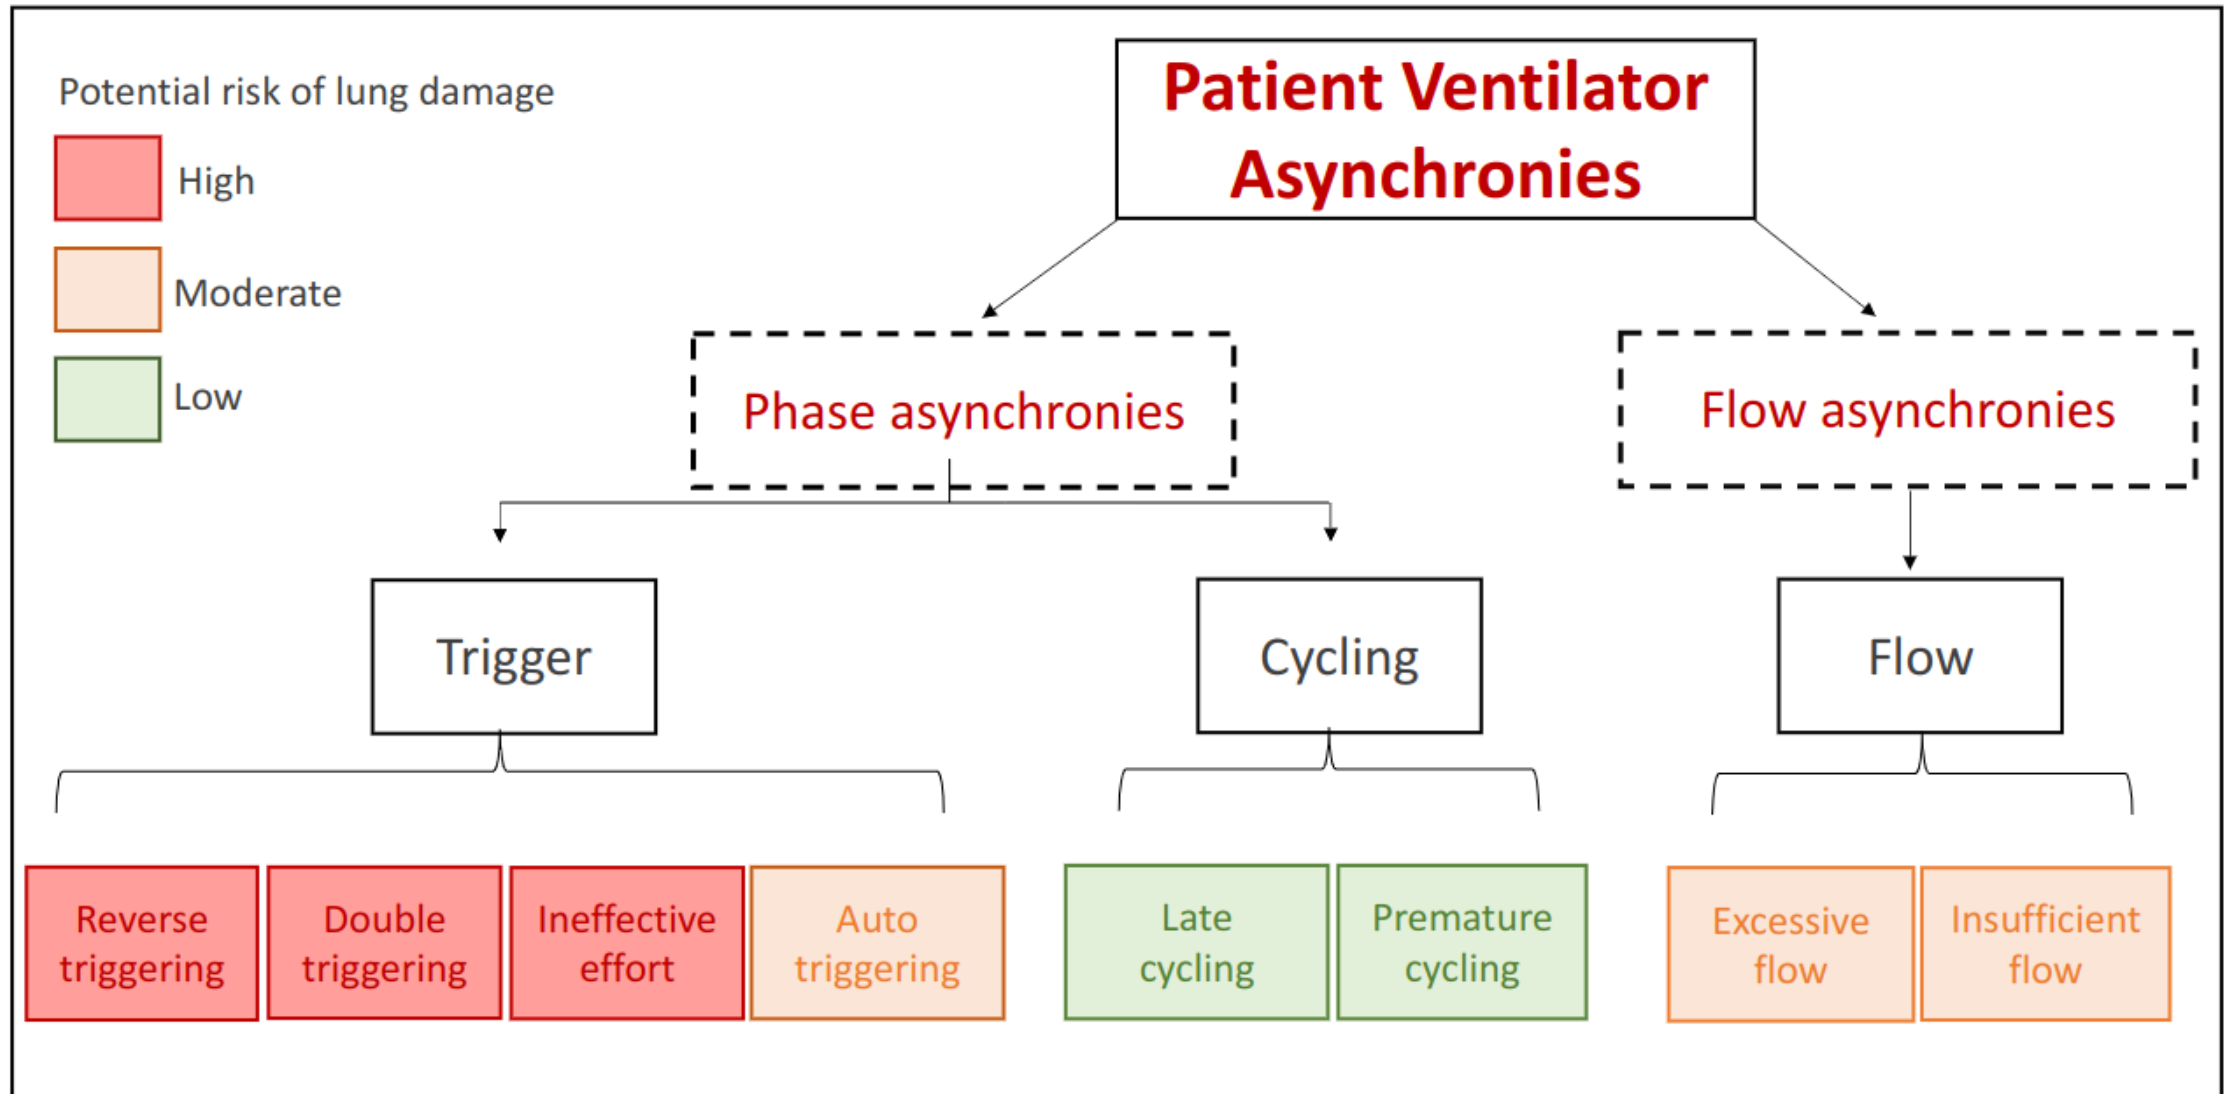 Patient Ventilator
Asynchronies
Potential risk of lung damage
High
Moderate
Low
Phase asynchronies
Flow asynchronies
Trigger
Cycling
Flow
Reverse
triggering
Double
triggering
Ineffective
effort
Auto
triggering
Late
cycling
Premature
cycling
Excessive
flow
Insufficient
flow